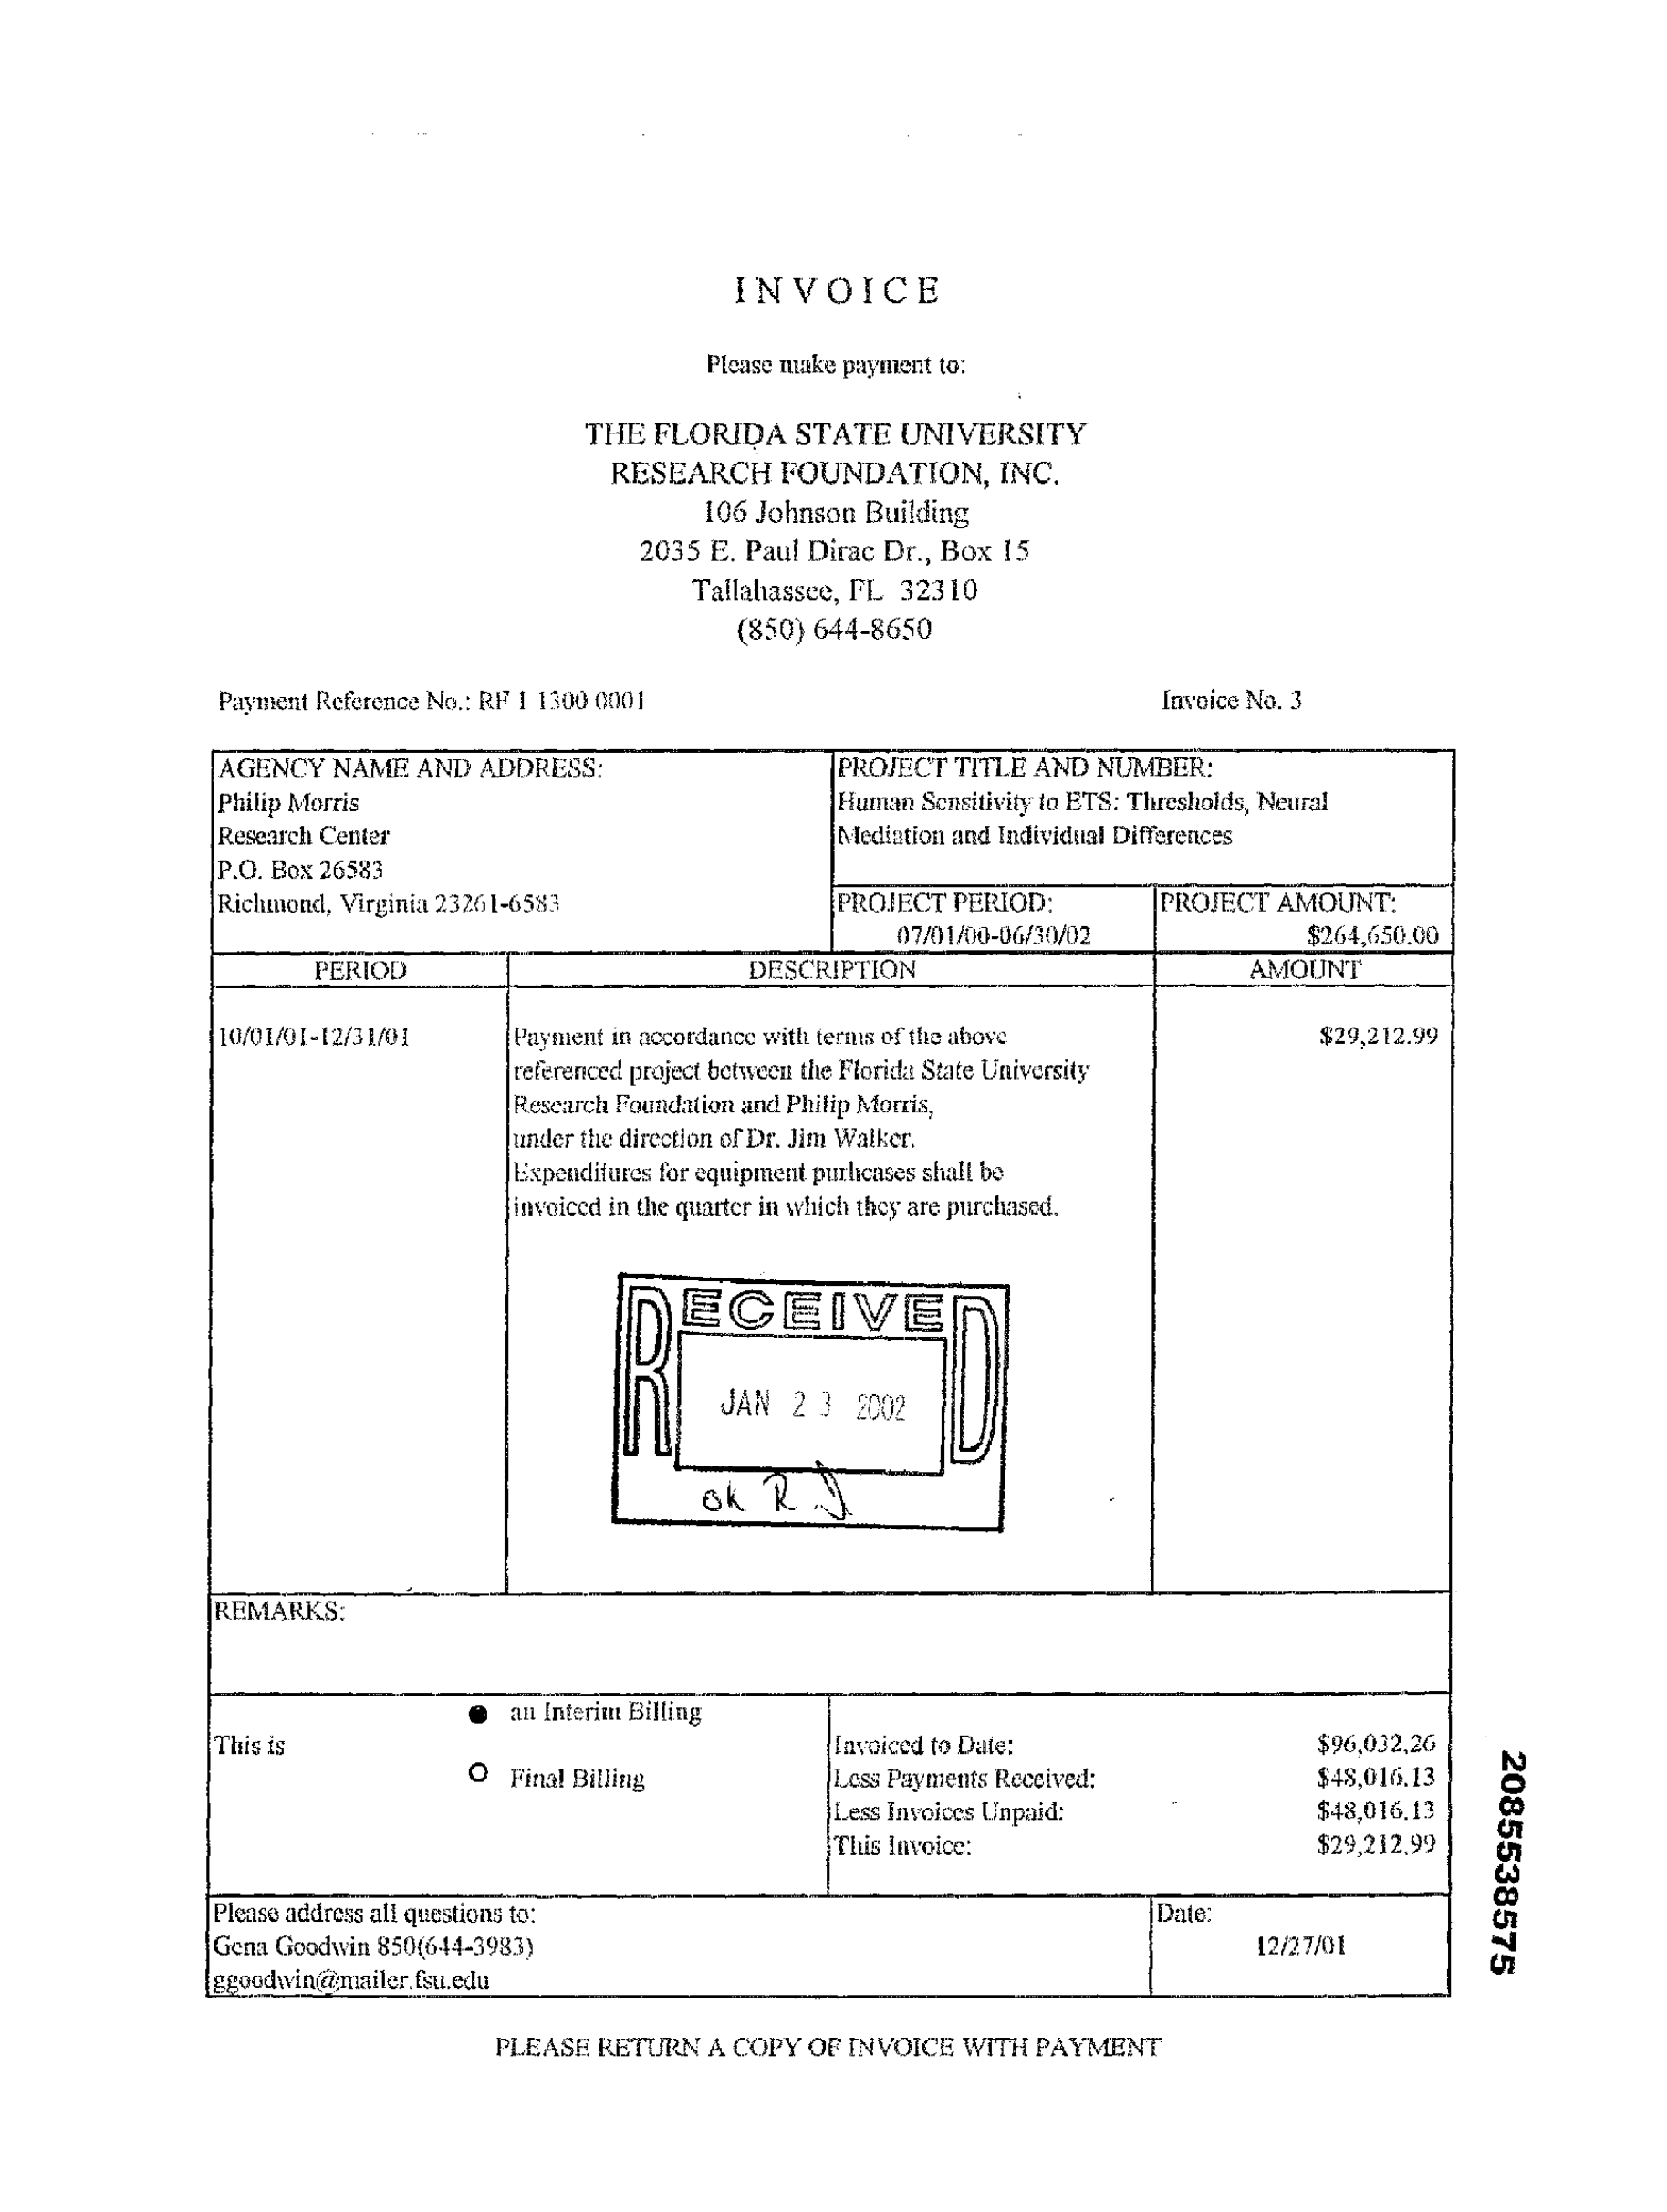 INVOICE
Please make payment to:
THE FLORIDA STATE UNIVERSITY
RESEARCH FOUNDATION, INC.
106 Johnson Building
2035 E. Paul Dirac Dr., Box 15
Tallahassee, FL 32310
(850) 644-8650
Payment Reference No.: RF 1 1300 0001 Invoice No. 3
AGENCY NAME AND ADDRESS:
Philip Morris
Research Center
P.O. Box 26583
Richmond, Virginia 23261-6583
PROJECT TITLE AND NUMBER:
Human Sensitivity to ETS: Thresholds, Neural
Mediation and Individual Differences
PROJECT PERIOD:
07/01/00-06/30/02
PROJECT AMOUNT:
$264,650.00
PERIOD DESCRIPTION AMOUNT
10/01/01-12/31/01 Payment in accordance with terms of the above $29,212.99
referenced project between the Florida State University
Research Foundation and Philip Morris,
under the direction of Dr. Jim Walker.
Expenditures for equipment purhcases shall be
invoiced in the quarter in which they are purchased.
RECEIVED
JAN 23 2002
ok R
REMARKS:
This is
an Interim Billing
Final Billing
Invoiced to Date: $96,032.26
Less Payments Received: $48,016.13
Less Invoices Unpaid: $48,016.13
This Invoice: $29,212.99
Please address all questions to:
Gena Goodwin 850(644-3983)
ggoodwin@mailer.fsu.edu
Date:
12/27/01
2085538575
PLEASE RETURN A COPY OF INVOICE WITH PAYMENT